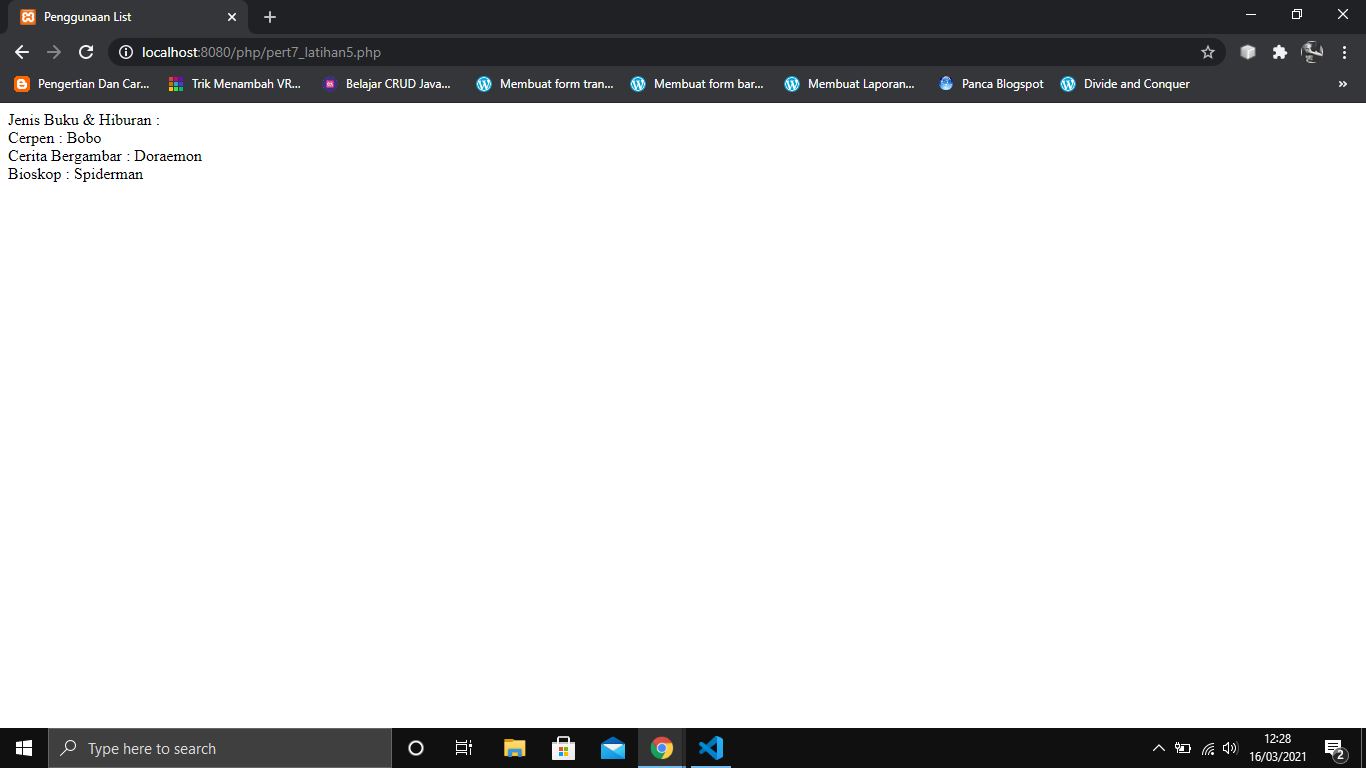 Penggunaan List
localhost:8080/php/pert7_latihan5.php
Pengertian Dan Car... Trik Menambah VR... Belajar CRUD Java... Membuat form tran... Membuat form bar... Membuat Laporan... Panca Blogspot Divide and Conquer »
Jenis Buku & Hiburan :
Cerpen : Bobo
Cerita Bergambar : Doraemon
Bioskop : Spiderman
Type here to search
12:28
16/03/2021
2